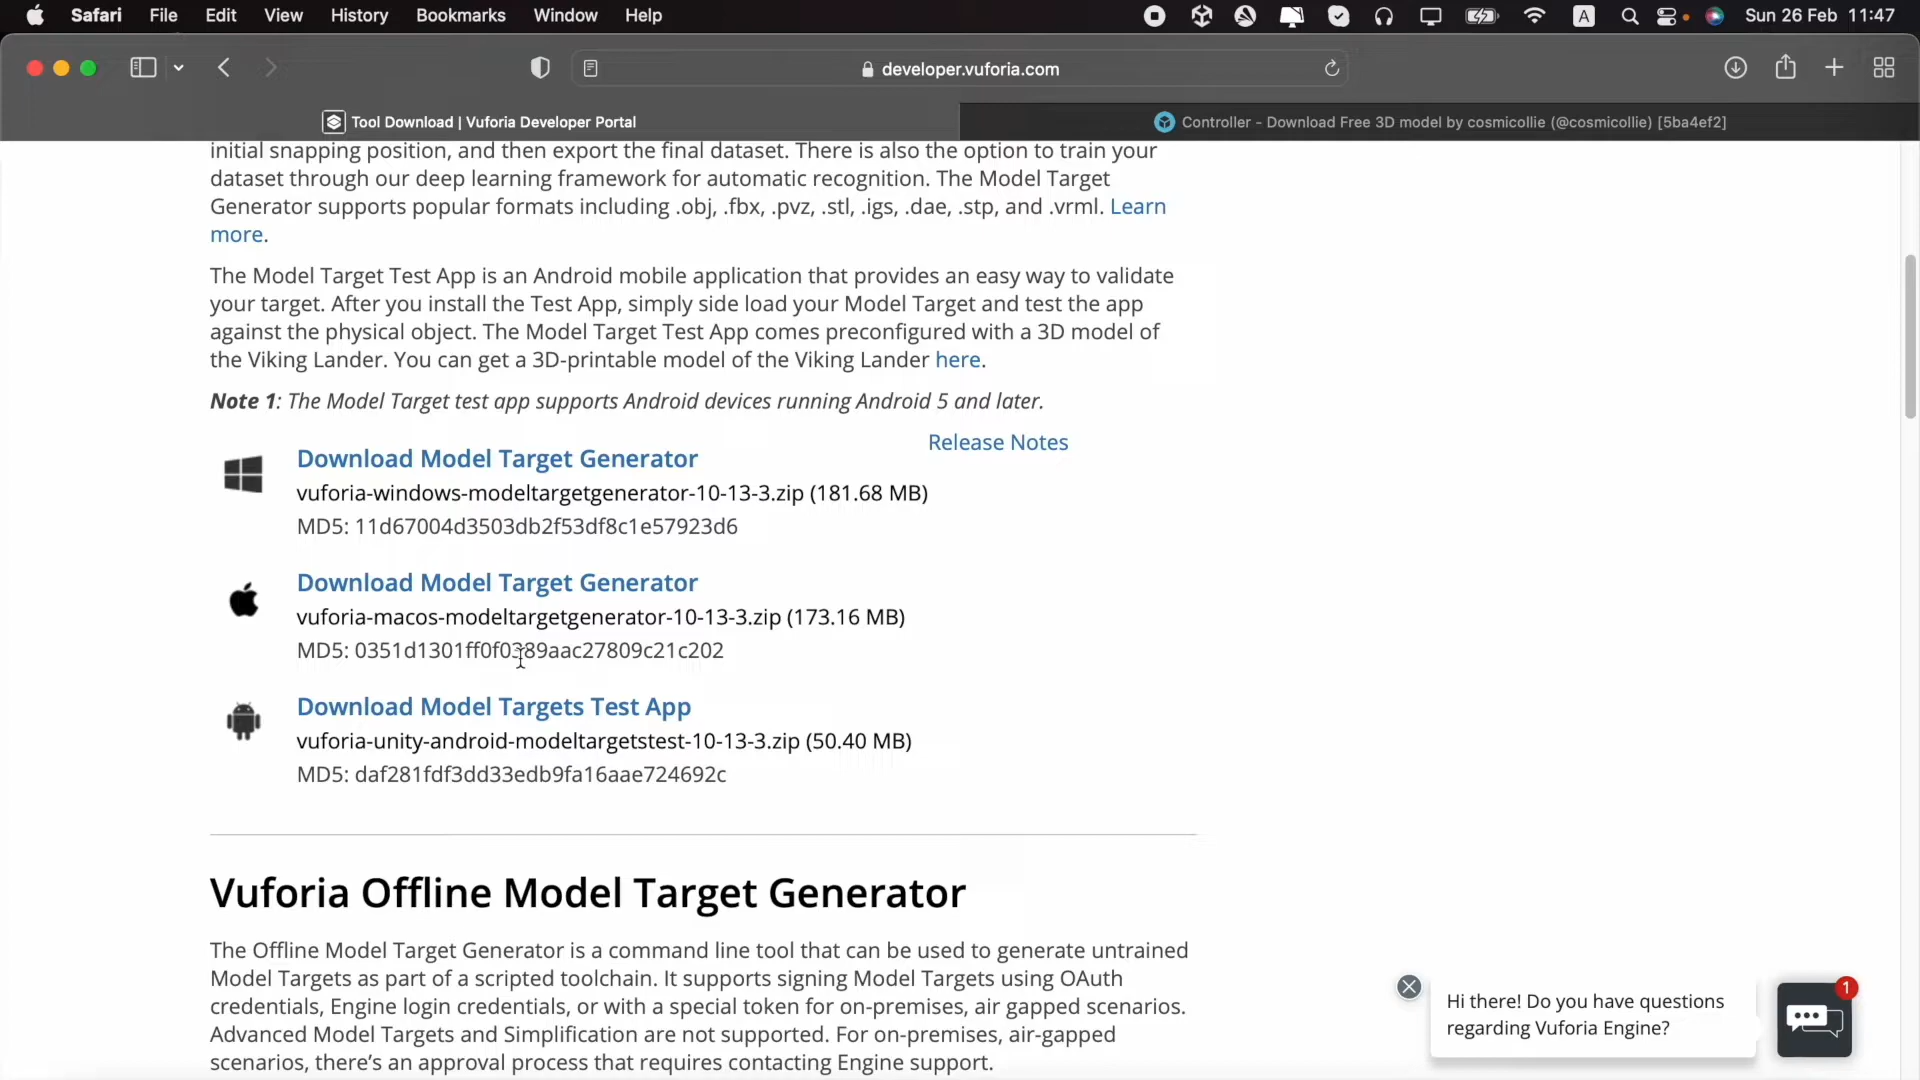 Safari File Edit View History Bookmarks Window Help A Sun 26 Feb 11:47
developer.vuforia.com
Tool Download | Vuforia Developer Portal
Controller - Download Free 3D model by cosmicollie (@cosmicollie) [5ba4ef2]
initial snapping position, and then export the final dataset. There is also the option to train your
dataset through our deep learning framework for automatic recognition. The Model Target
Generator supports popular formats including .obj, .fbx, .pvz, .stl, .igs, .dae, .stp, and .vrml. Learn
more.
The Model Target Test App is an Android mobile application that provides an easy way to validate
your target. After you install the Test App, simply side load your Model Target and test the app
against the physical object. The Model Target Test App comes preconfigured with a 3D model of
the Viking Lander. You can get a 3D-printable model of the Viking Lander here.
Note 1: The Model Target test app supports Android devices running Android 5 and later.
Release Notes
Download Model Target Generator
vuforia-windows-modeltargetgenerator-10-13-3.zip (181.68 MB)
MD5: 11d67004d3503db2f53df8c1e57923d6
Download Model Target Generator
vuforia-macos-modeltargetgenerator-10-13-3.zip (173.16 MB)
MD5: 0351d1301ff0f0389aac27809c21c202
Download Model Targets Test App
vuforia-unity-android-modeltargetstest-10-13-3.zip (50.40 MB)
MD5: daf281fdf3dd33edb9fa16aae724692c
Vuforia Offline Model Target Generator
The Offline Model Target Generator is a command line tool that can be used to generate untrained
Model Targets as part of a scripted toolchain. It supports signing Model Targets using OAuth
credentials, Engine login credentials, or with a special token for on-premises, air gapped scenarios.
Advanced Model Targets and Simplification are not supported. For on-premises, air-gapped
scenarios, there's an approval process that requires contacting Engine support.
Hi there! Do you have questions
regarding Vuforia Engine?
1